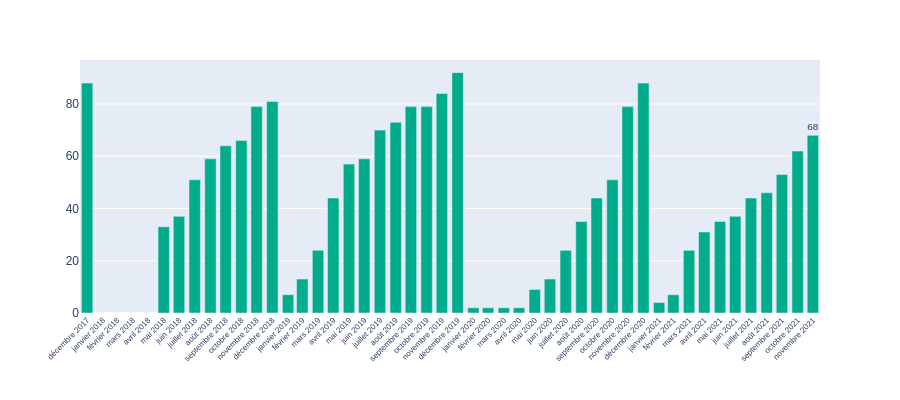 80
60
40
20
0
68
décembre 2017
janvier 2018
février 2018
mars 2018
avril 2018
mai 2018
juin 2018
juillet 2018
août 2018
septembre 2018
octobre 2018
novembre 2018
décembre 2018
janvier 2019
février 2019
mars 2019
avril 2019
mai 2019
juin 2019
juillet 2019
août 2019
septembre 2019
octobre 2019
novembre 2019
décembre 2019
janvier 2020
février 2020
mars 2020
avril 2020
mai 2020
juin 2020
juillet 2020
août 2020
septembre 2020
octobre 2020
novembre 2020
décembre 2020
janvier 2021
février 2021
mars 2021
avril 2021
mai 2021
juin 2021
juillet 2021
août 2021
septembre 2021
octobre 2021
novembre 2021